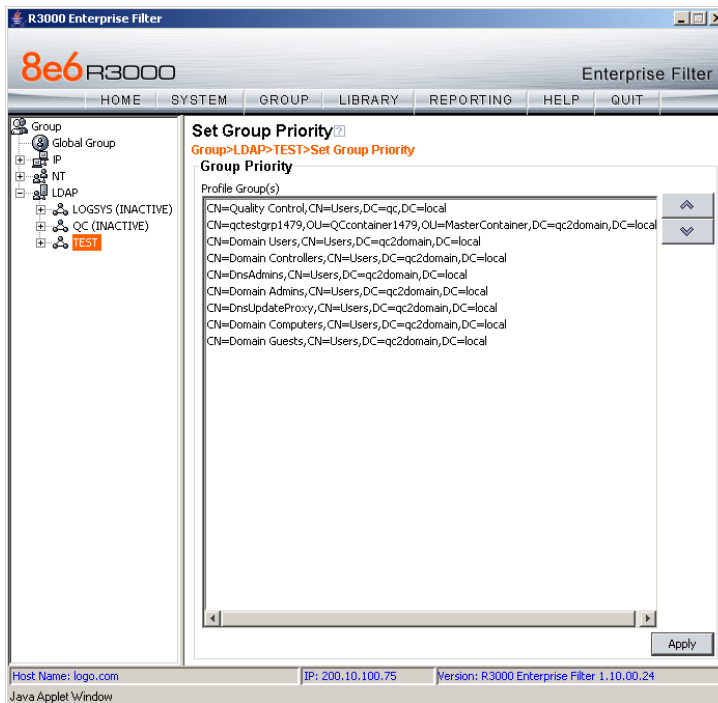 R3000 Enterprise Filter
8e6 R3000
Enterprise Filter
HOME SYSTEM GROUP LIBRARY REPORTING HELP QUIT
Group
Global Group
IP
NT
LDAP
LOGSYS (INACTIVE)
QC (INACTIVE)
TEST
Set Group Priority?
Group>LDAP>TEST>Set Group Priority
Group Priority
Profile Group(s)
CN=Quality Control,CN=Users,DC=qc,DC=local
CN=qctestgrp1479,OU=QCcontainer1479,OU=MasterContainer,DC=qc2domain,DC=local
CN=Domain Users,CN=Users,DC=qc2domain,DC=local
CN=Domain Controllers,CN=Users,DC=qc2domain,DC=local
CN=DnsAdmins,CN=Users,DC=qc2domain,DC=local
CN=Domain Admins,CN=Users,DC=qc2domain,DC=local
CN=DnsUpdateProxy,CN=Users,DC=qc2domain,DC=local
CN=Domain Computers,CN=Users,DC=qc2domain,DC=local
CN=Domain Guests,CN=Users,DC=qc2domain,DC=local
Apply
Host Name: logo.com IP: 200.10.100.75 Version: R3000 Enterprise Filter 1.10.00.24
Java Applet Window